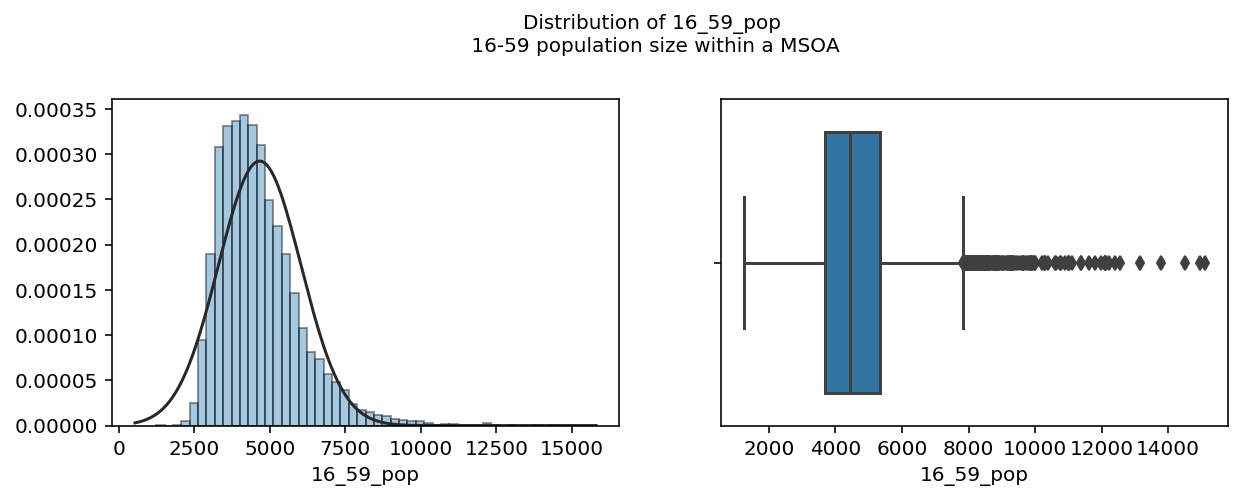 Distribution of 16_59_pop
16-59 population size within a MSOA
0.00035
0.00030
0.00025
0.00020
0.00015
0.00010
0.00005
0.00000
0 2500 5000 7500 10000 12500 15000
16_59_pop
2000 4000 6000 8000 10000 12000 14000
16_59_pop